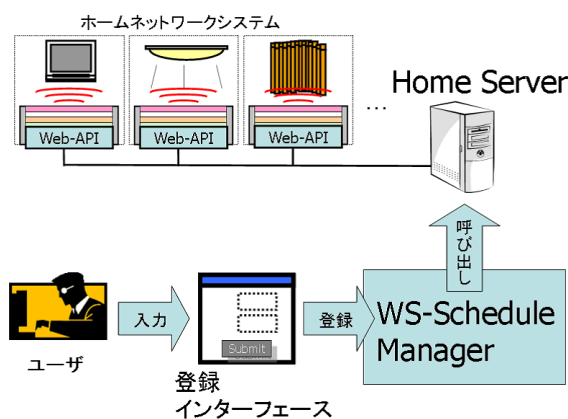 ホームネットワークシステム
Web-API
Web-API
Web-API
...
Home Server
呼び出し
ユーザ
入力
Submit
登録
インターフェース
登録
WS-Schedule
Manager